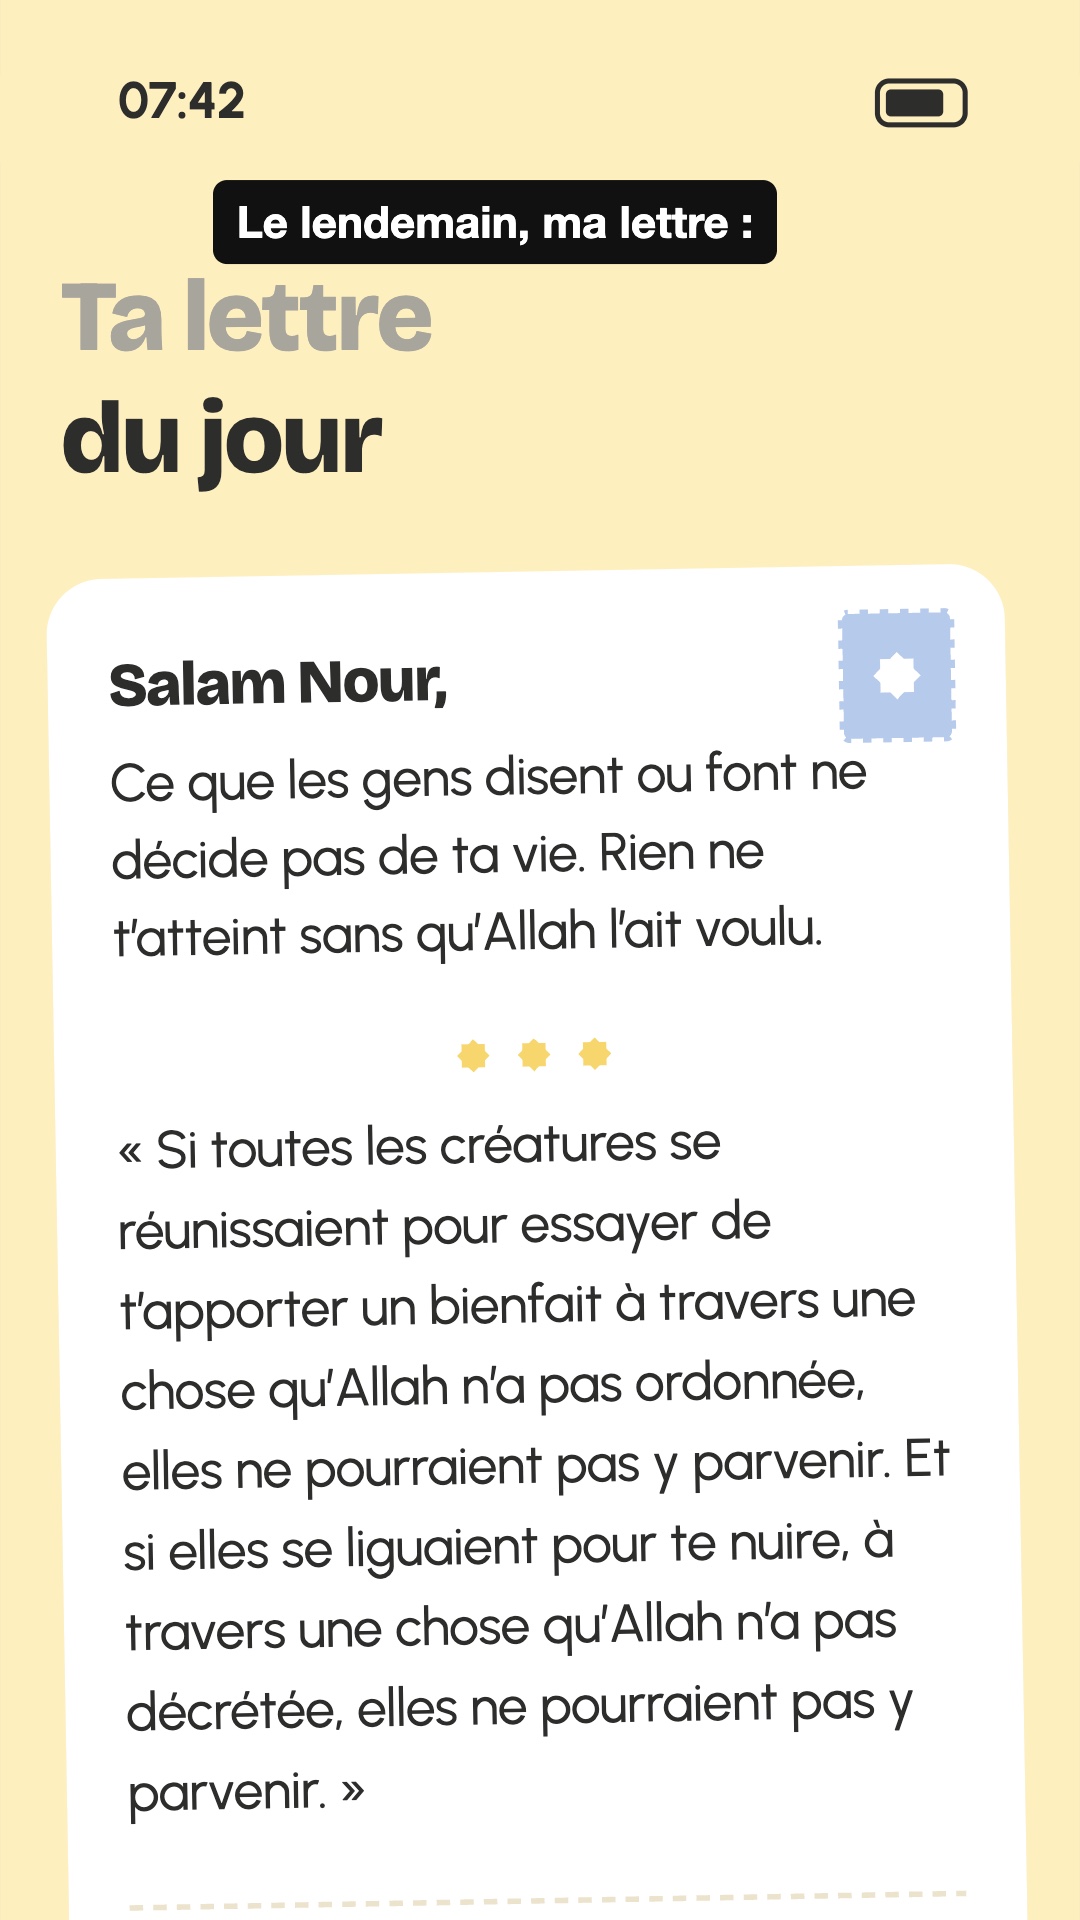 07:42
Le lendemain, ma lettre :
Ta lettre
du jour
Salam Nour,
Ce que les gens disent ou font ne
décide pas de ta vie. Rien ne
t’atteint sans qu’Allah l’ait voulu.
« Si toutes les créatures se
réunissaient pour essayer de
t’apporter un bienfait à travers une
chose qu’Allah n’a pas ordonnée,
elles ne pourraient pas y parvenir. Et
si elles se liguaient pour te nuire, à
travers une chose qu’Allah n’a pas
décrétée, elles ne pourraient pas y
parvenir. »